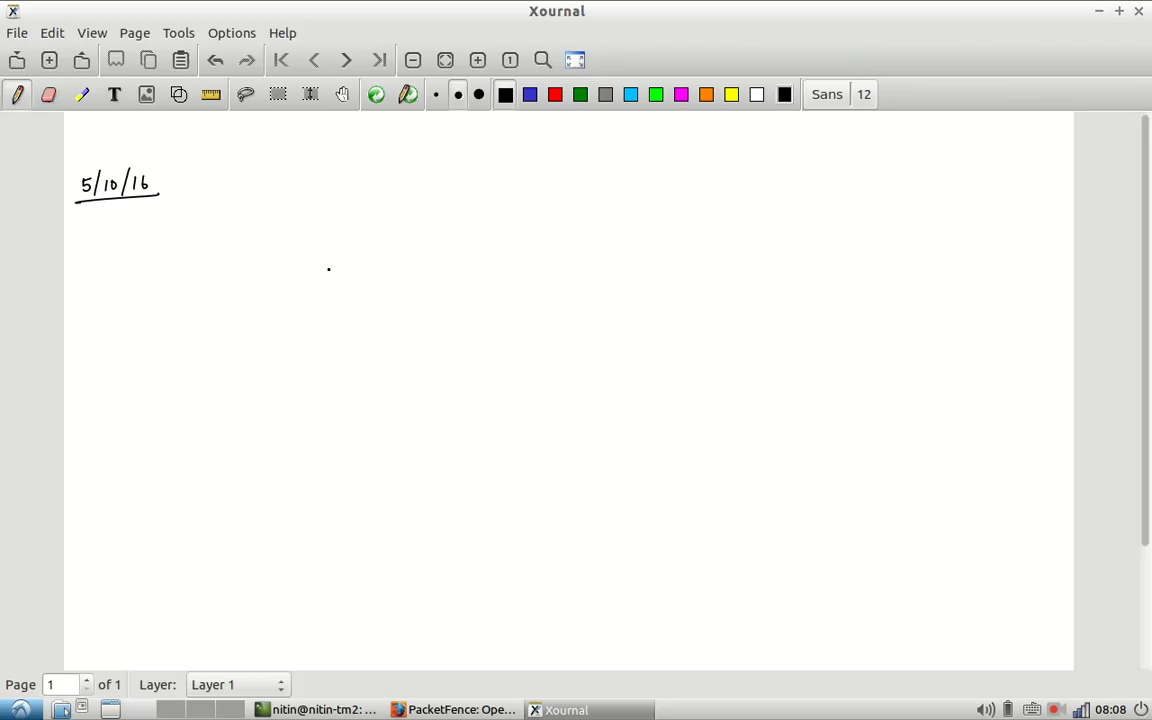 Xournal
File Edit View Page Tools Options Help
T Sans 12
5/10/16
Page 1 of 1 Layer: Layer 1
nitin@nitin-tm2: ... PacketFence: Ope... Xournal 08:08